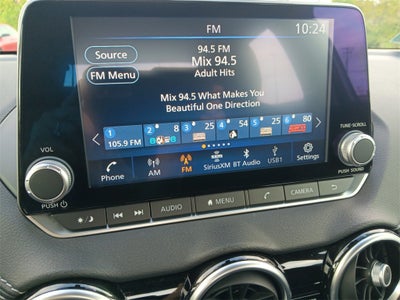 FM
10:24
Source
94.5 FM
Mix 94.5
FM Menu
Adult Hits
Mix 94.5 What Makes You
Beautiful One Direction
1 2 8 3 25 4 54 5 25 6 80
105.9 FM
Phone AM FM SiriusXM BT Audio USB1 Settings
VOL
PUSH
TUNE·SCROLL
PUSH SOUND
AUDIO MENU CAMERA